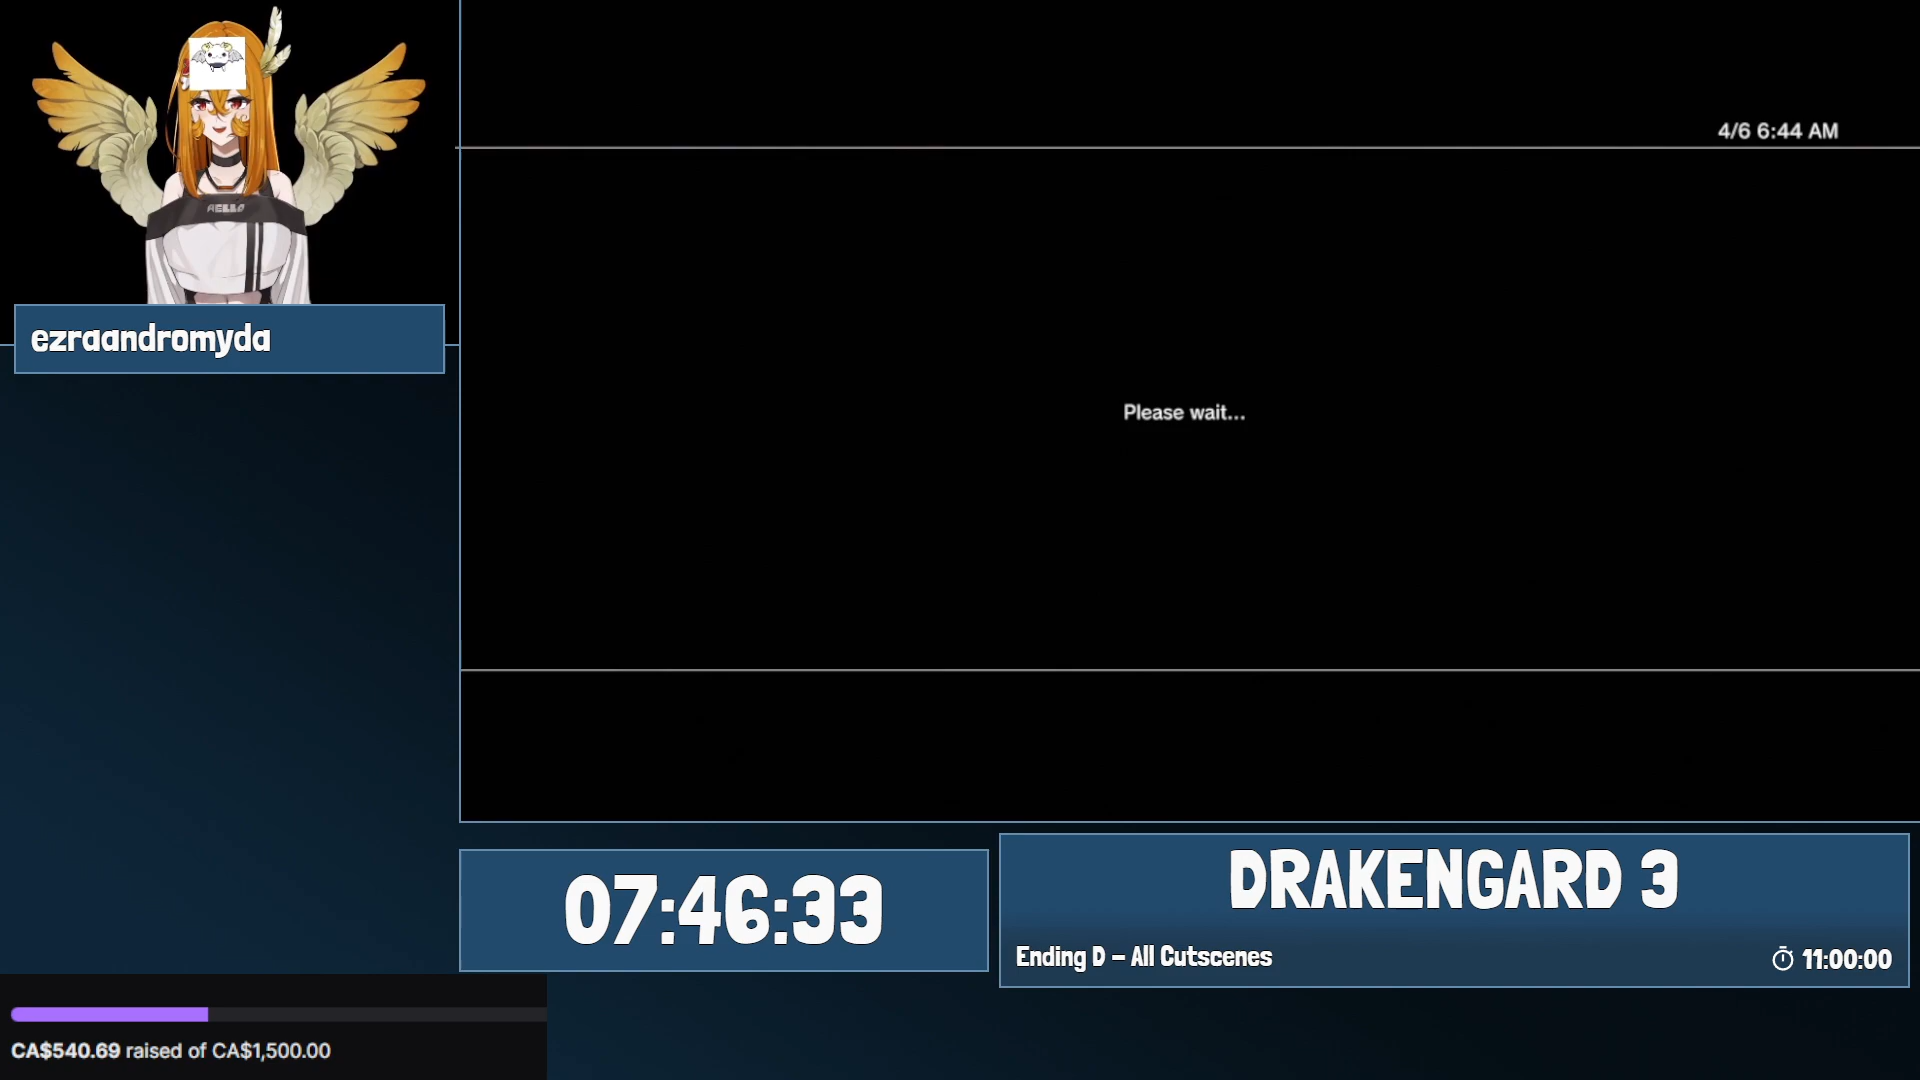 HELLO
ezraandromyda
4/6 6:44 AM
Please wait...
07:46:33
DRAKENGARD 3
Ending D – All Cutscenes
11:00:00
CA$540.69 raised of CA$1,500.00